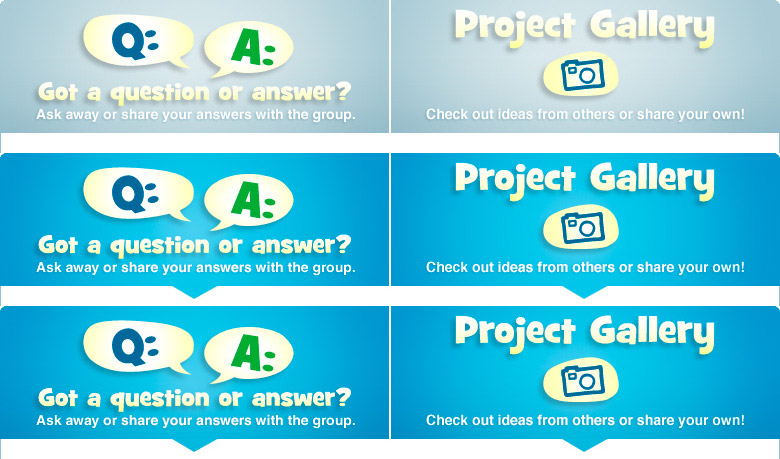 Q: A:
Got a question or answer?
Ask away or share your answers with the group.
Project Gallery
Check out ideas from others or share your own!
Q: A:
Got a question or answer?
Ask away or share your answers with the group.
Project Gallery
Check out ideas from others or share your own!
Q: A:
Got a question or answer?
Ask away or share your answers with the group.
Project Gallery
Check out ideas from others or share your own!